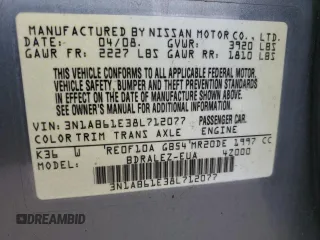 MANUFACTURED BY NISSAN MOTOR CO., LTD.
DATE: 04/08. GVWR: 3920 LBS
GAWR FR: 2227 LBS GAWR RR: 1810 LBS
THIS VEHICLE CONFORMS TO ALL APPLICABLE FEDERAL MOTOR
VEHICLE SAFETY, BUMPER AND THEFT PREVENTION
STANDARDS IN EFFECT ON THE DATE OF MANUFACTURE SHOWN ABOVE.
SEE OWNER'S MANUAL FOR ADDITIONAL INFORMATION
VIN: 3N1AB61E38L712077 PASSENGER CAR.
COLOR TRIM TRANS AXLE ENGINE
K36 W RE0F10A GB54 MR20DE 1997 CC
MODEL: BDRALEZ-EUA 4Z000
3N1AB61E38L712077
DREAMBID